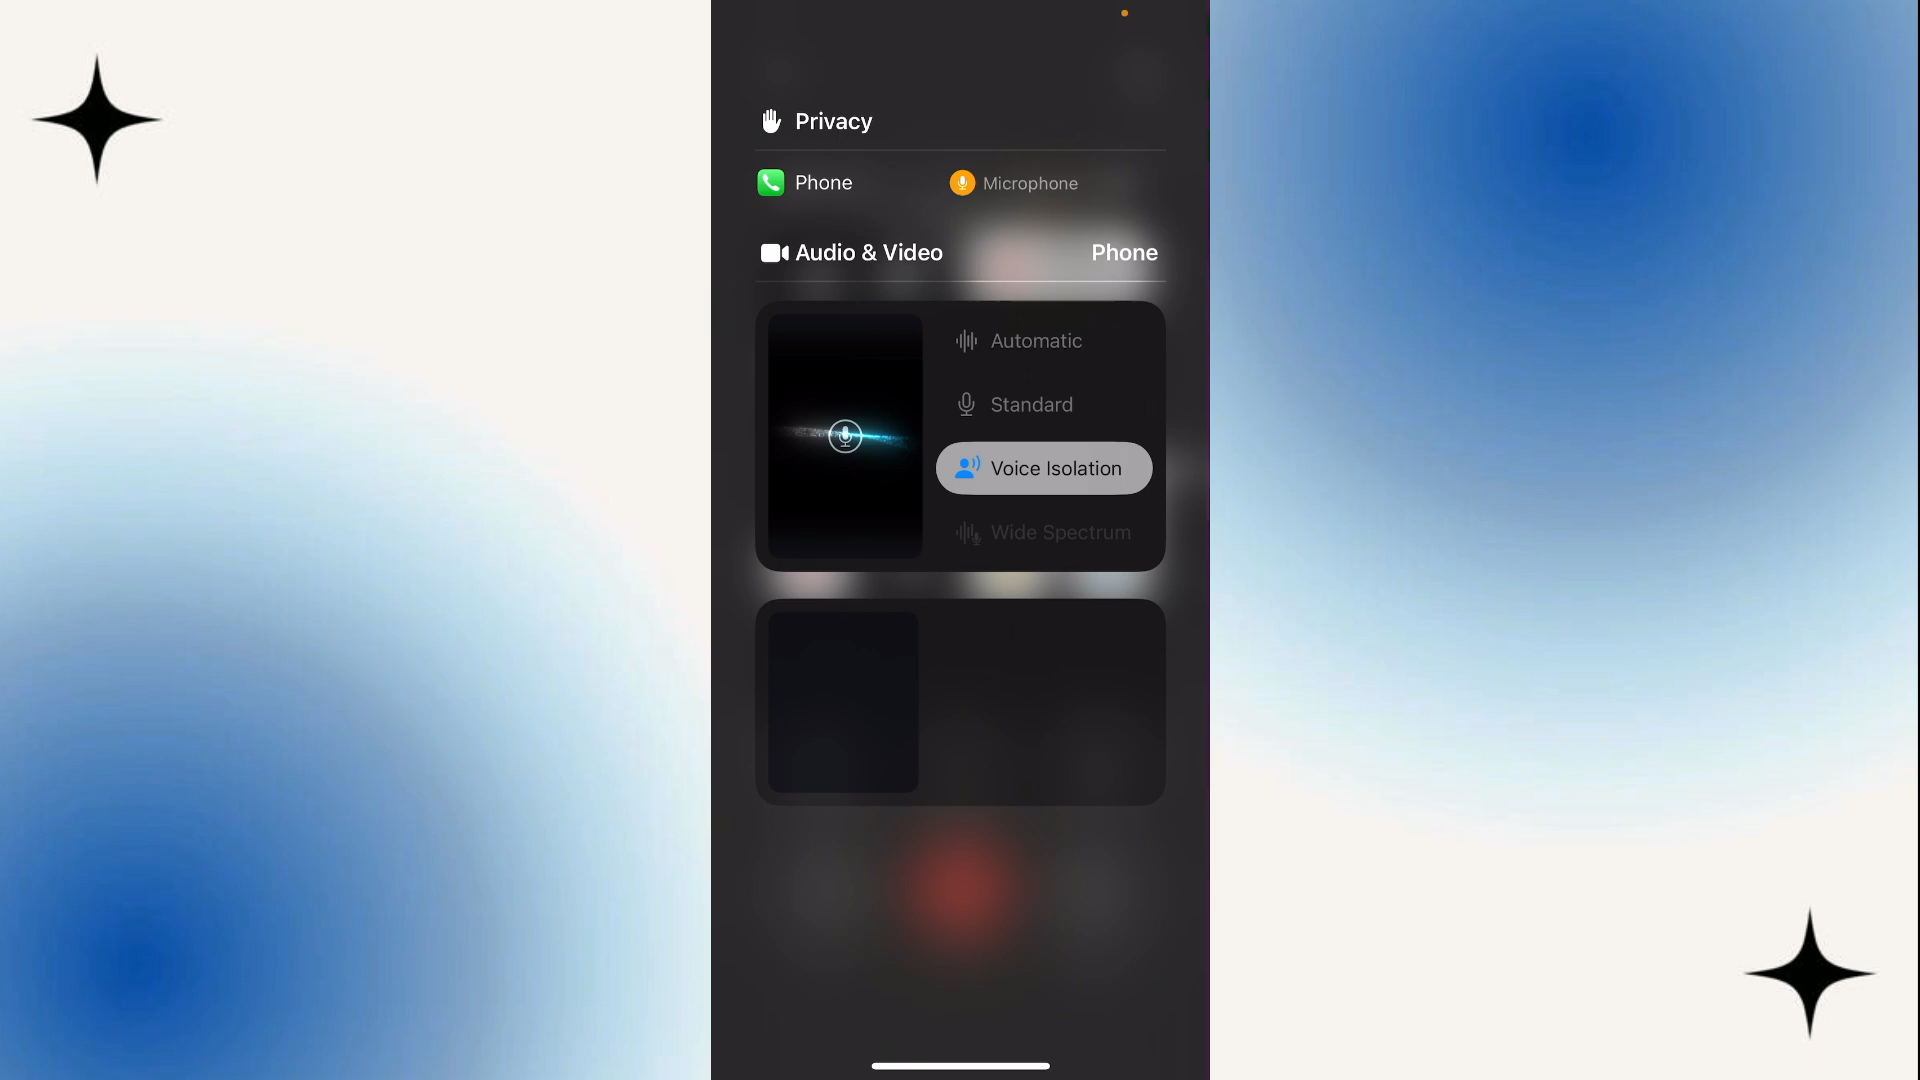 Privacy
Phone Microphone
Audio & Video Phone
Automatic
Standard
Voice Isolation
Wide Spectrum